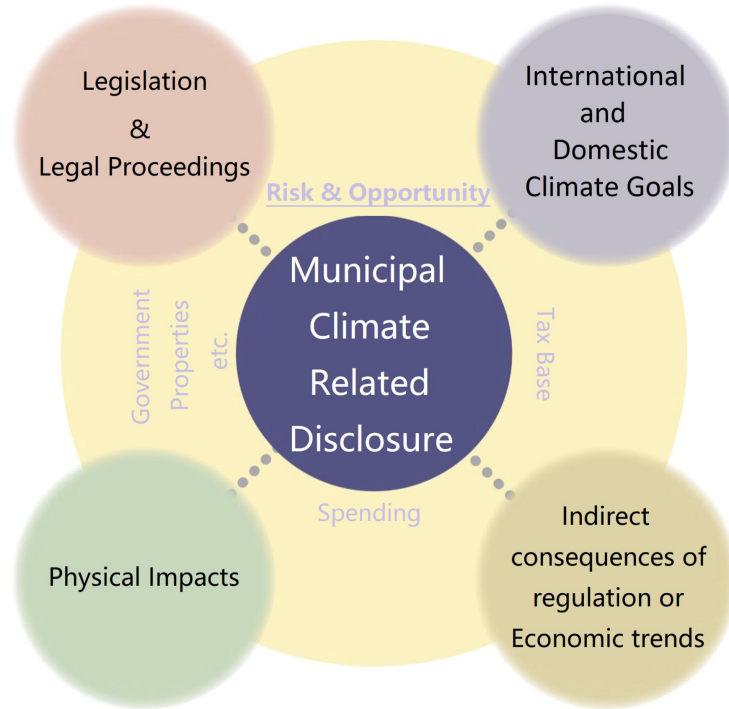 Legislation
&
Legal Proceedings
International
and
Domestic
Climate Goals
Risk & Opportunity
Municipal
Climate
Related
Disclosure
Government
Properties
etc.
Tax Base
Spending
Physical Impacts
Indirect
consequences of
regulation or
Economic trends